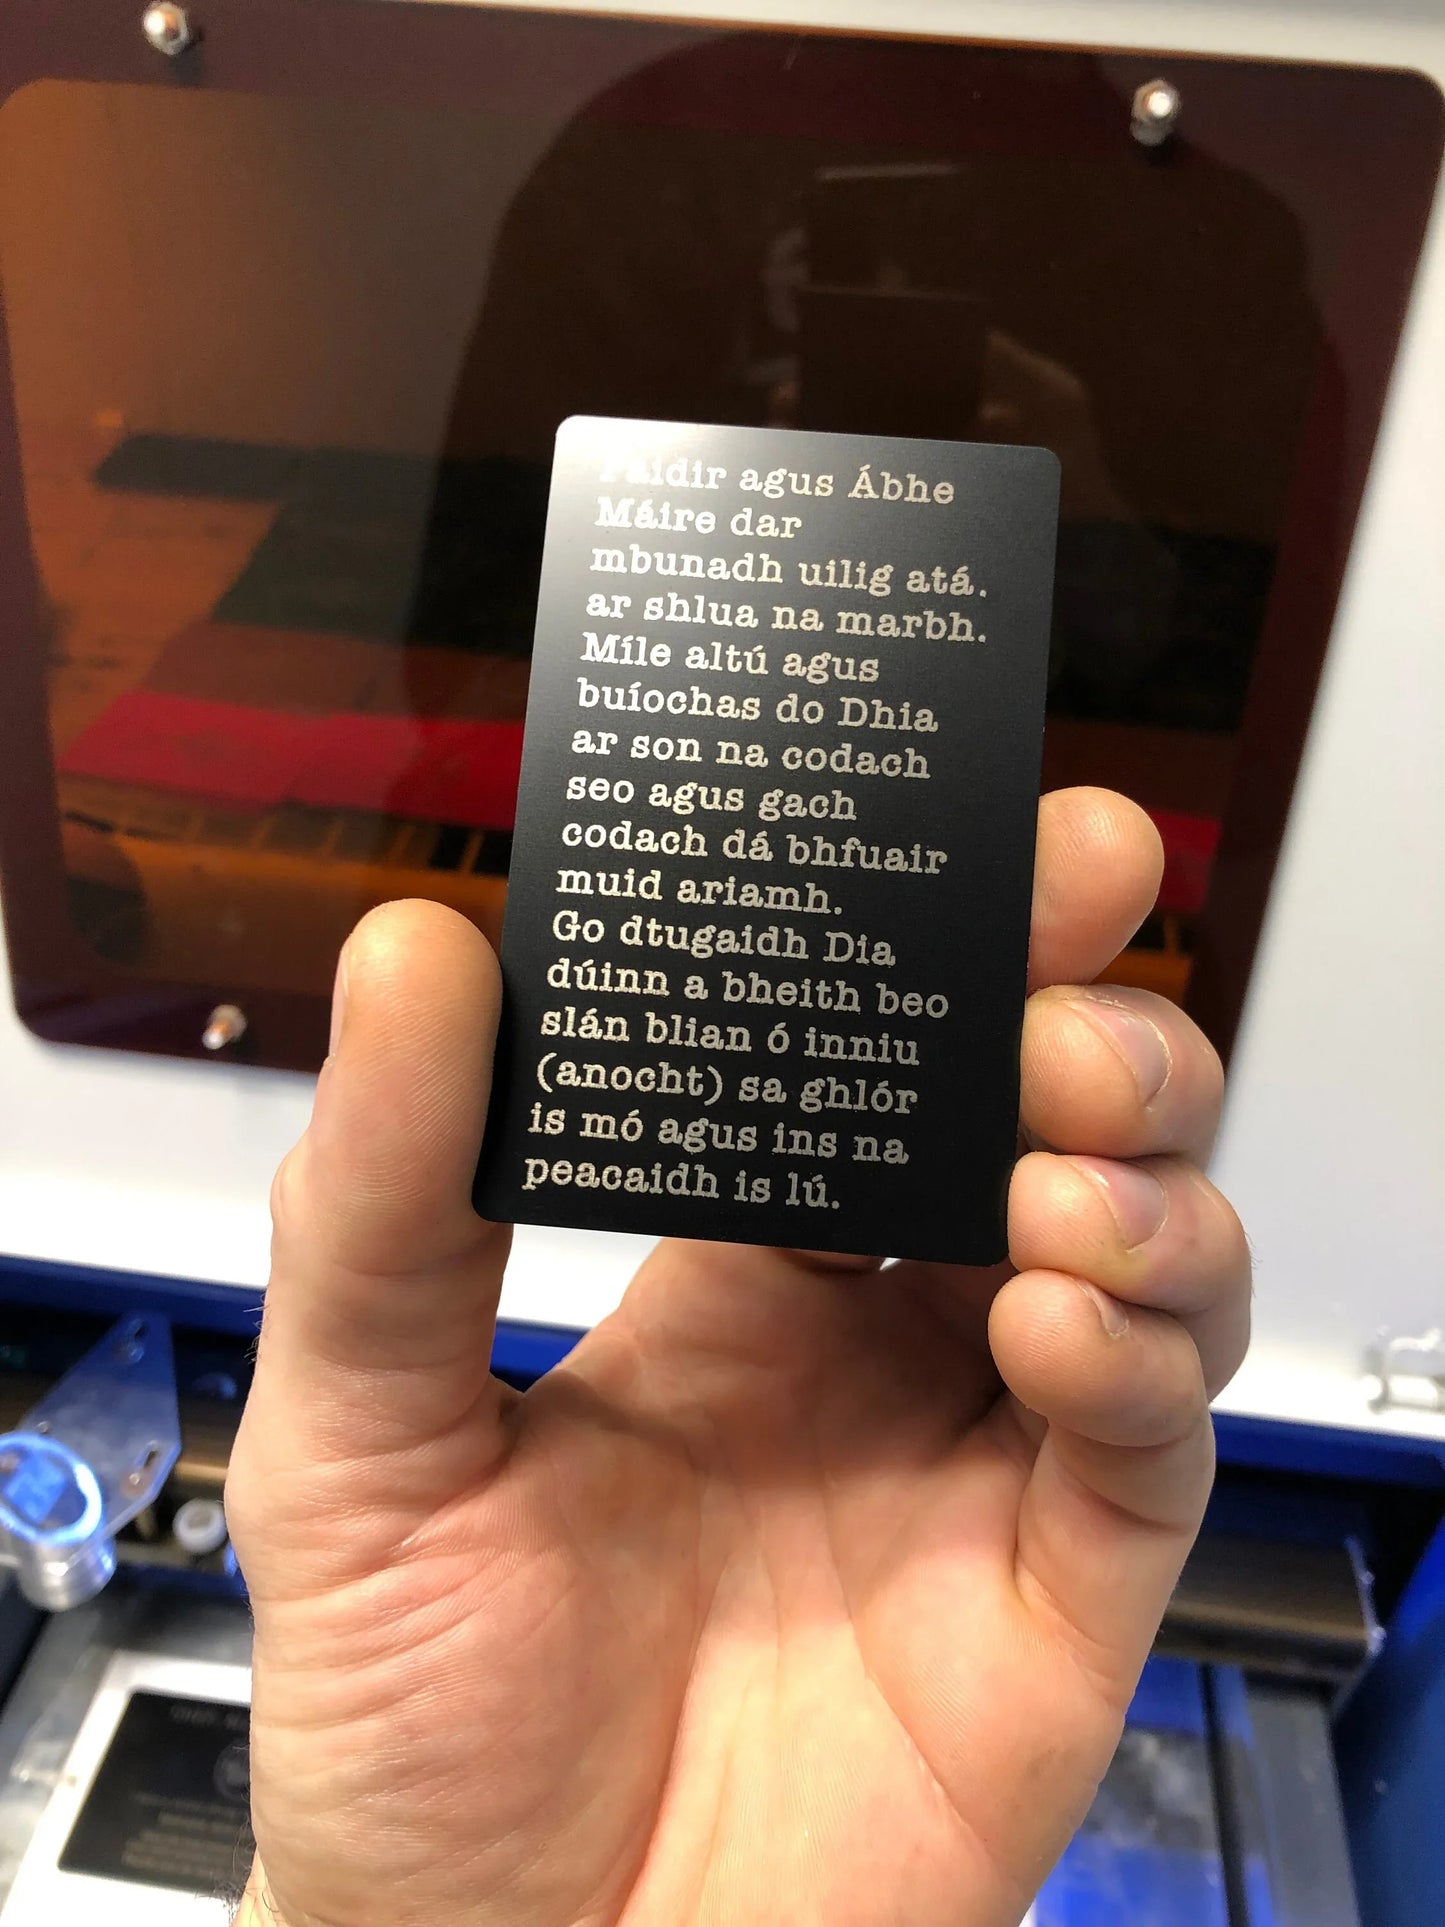 Paidir agus Ábhe
Máire dar
mbunadh uilig atá.
ar shlua na marbh.
Míle altú agus
buíochas do Dhia
ar son na codach
seo agus gach
codach dá bhfuair
muid ariamh.
Go dtugaidh Dia
dúinn a bheith beo
slán blian ó inniu
(anocht) sa ghlór
is mó agus ins na
peacaidh is lú.